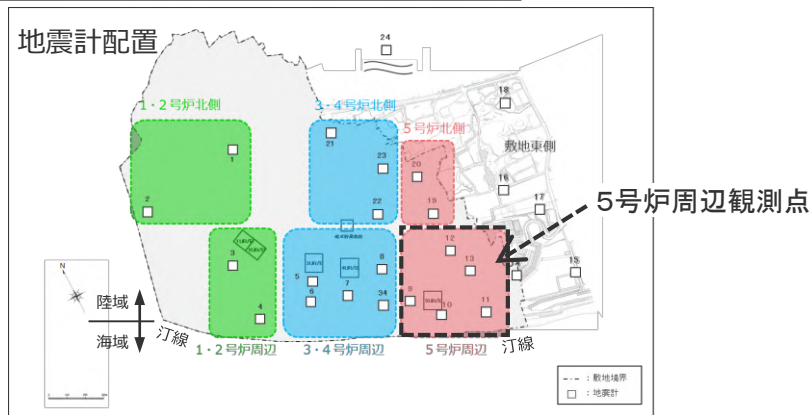 地震計配置
24
1・2号炉北側
3・4号炉北側
5号炉北側
18
敷地東側
21
1
23
20
16
5号炉周辺観測点
2
22
19
17
12
3
8
13
15
5
6
7
34
9
10
11
4
N
陸域
海域
汀線
汀線
1・2号炉周辺
3・4号炉周辺
5号炉周辺
:敷地境界
:地震計